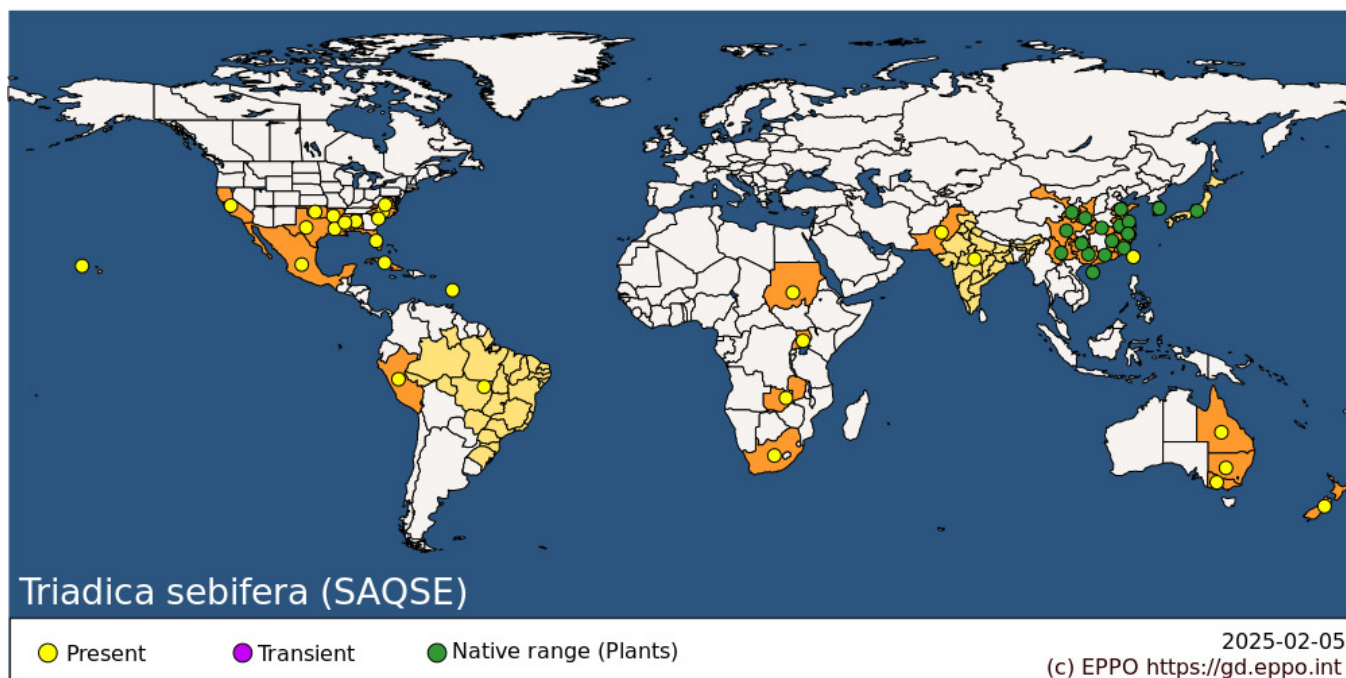 Triadica sebifera (SAQSE)
Present
Transient
Native range (Plants)
2025-02-05
(c) EPPO https://gd.eppo.int